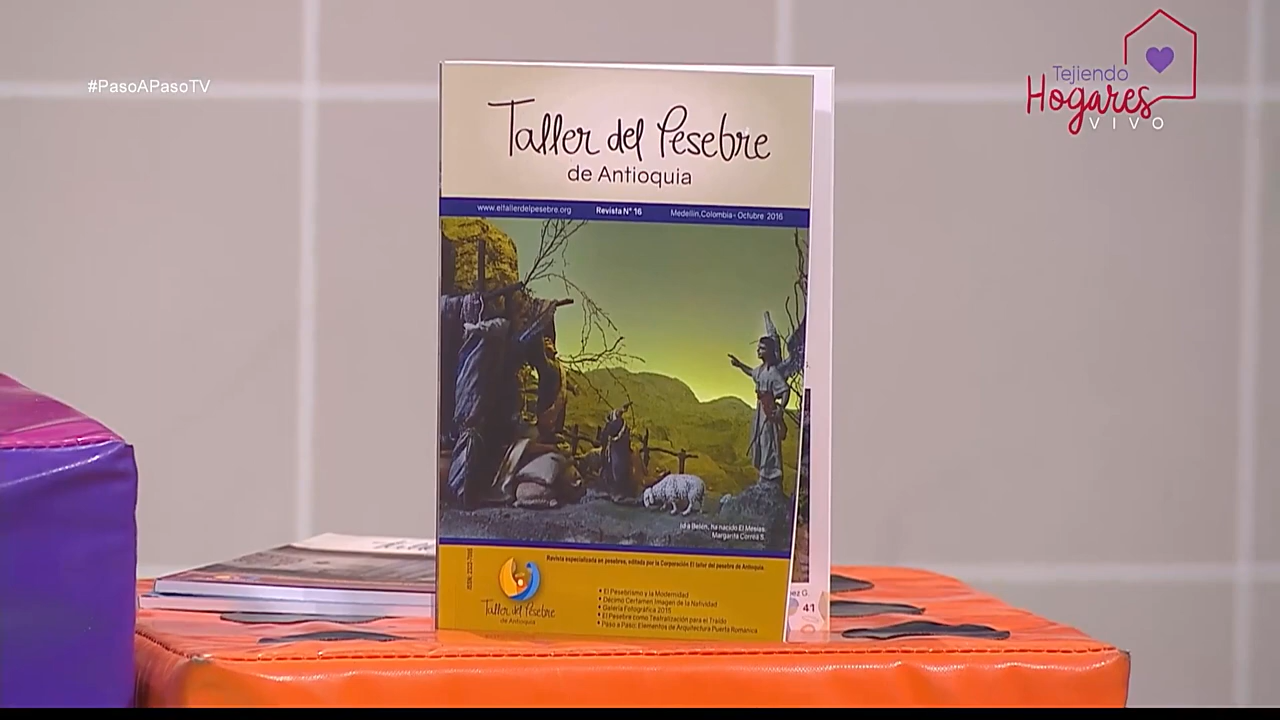 #PasoAPasoTV
Tejiendo
Hogares
VIVO
Taller del Pesebre
de Antioquia
www.eltallerdelpesebre.org Revista N° 16 Medellín,Colombia- Octubre 2016
Id a Belén, ha nacido El Mesías.
Margarita Correa S.
Revista especializada en pesebres, editada por la Corporación El taller del pesebre de Antioquia.
• El Pesebrismo y la Modernidad
• Décimo Certamen Imagen de la Natividad
• Galería Fotográfica 2015
• El Pesebre como Teatralización para el Traído
• Paso a Paso: Elementos de Arquitectura Puerta Románica
Taller del Pesebre
de Antioquia
41